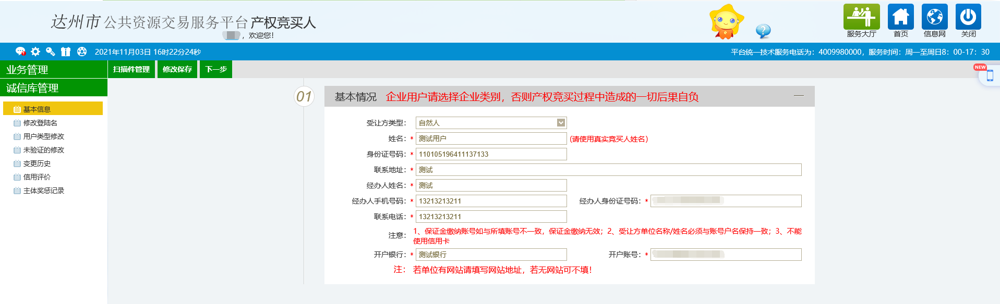 达州市 公共资源交易服务平台 产权竞买人
，欢迎您！
服务大厅 首页 信息网 关闭
2021年11月03日 16时22分24秒
平台统一技术服务电话为：4009980000，服务时间：周一至周日8：00-17：30
NEW
业务管理
扫描件管理 修改保存 下一步
诚信库管理
基本信息
修改登陆名
用户类型修改
未验证的修改
变更历史
信用评价
主体奖惩记录
01
基本情况 企业用户请选择企业类别，否则产权竞买过程中造成的一切后果自负
受让方类型： 自然人
姓名：* 测试用户 (请使用真实竞买人姓名)
身份证号码：* 110105196411137133
联系地址：* 测试
经办人姓名：* 测试
经办人手机号码：* 13213213211 经办人身份证号码：*
联系电话：* 13213213211
注意： 1、保证金缴纳账号如与所填账号不一致，保证金缴纳无效；2、受让方单位名称/姓名必须与账号户名保持一致；3、不能
使用信用卡
开户银行：* 测试银行 开户账号：*
注： 若单位有网站请填写网站地址，若无网站可不填！